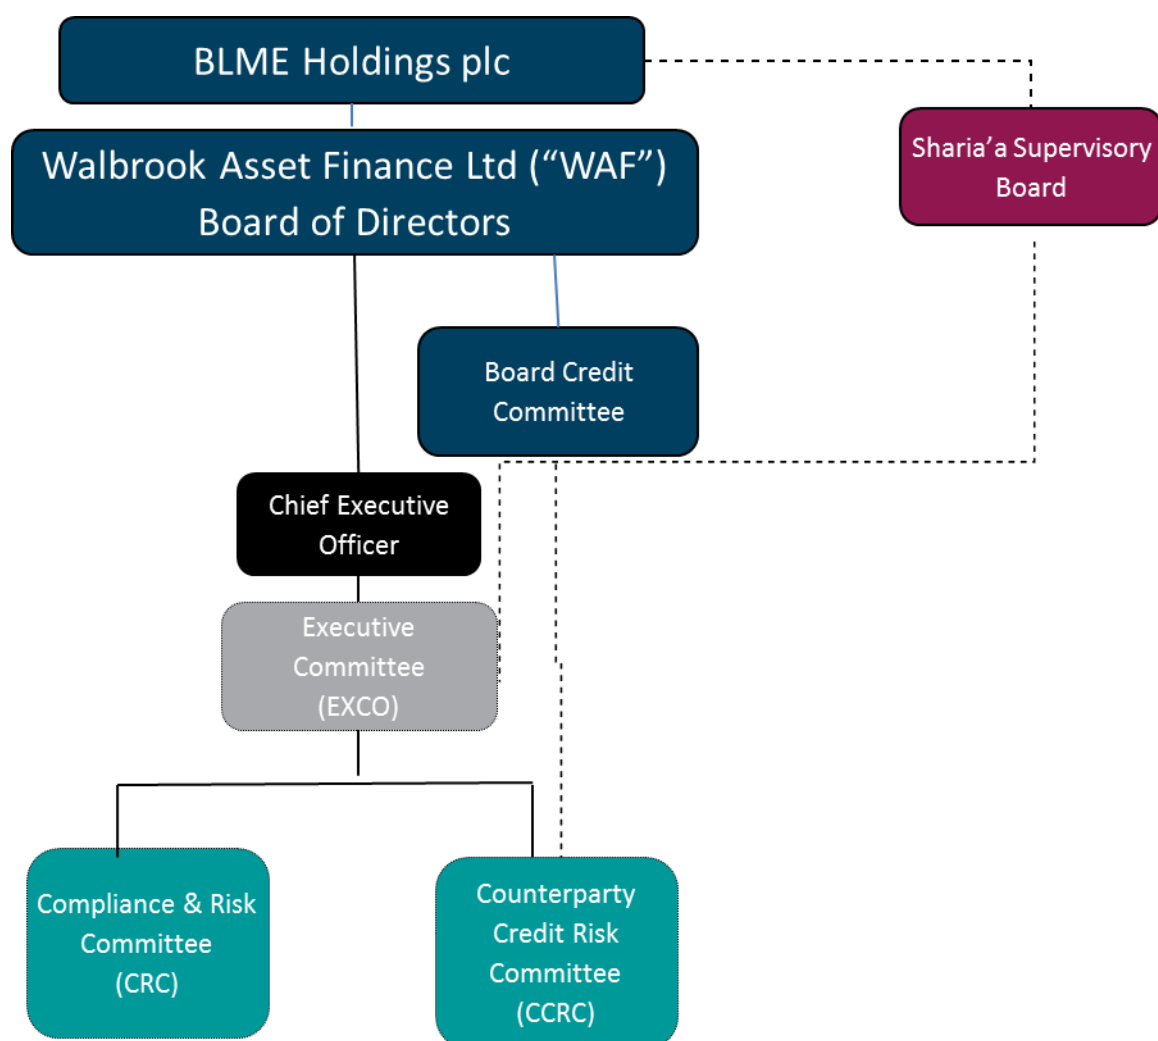 BLME Holdings plc
Walbrook Asset Finance Ltd (“WAF”)
Board of Directors
Sharia’a Supervisory
Board
Board Credit
Committee
Chief Executive
Officer
Executive
Committee
(EXCO)
Compliance & Risk
Committee
(CRC)
Counterparty
Credit Risk
Committee
(CCRC)